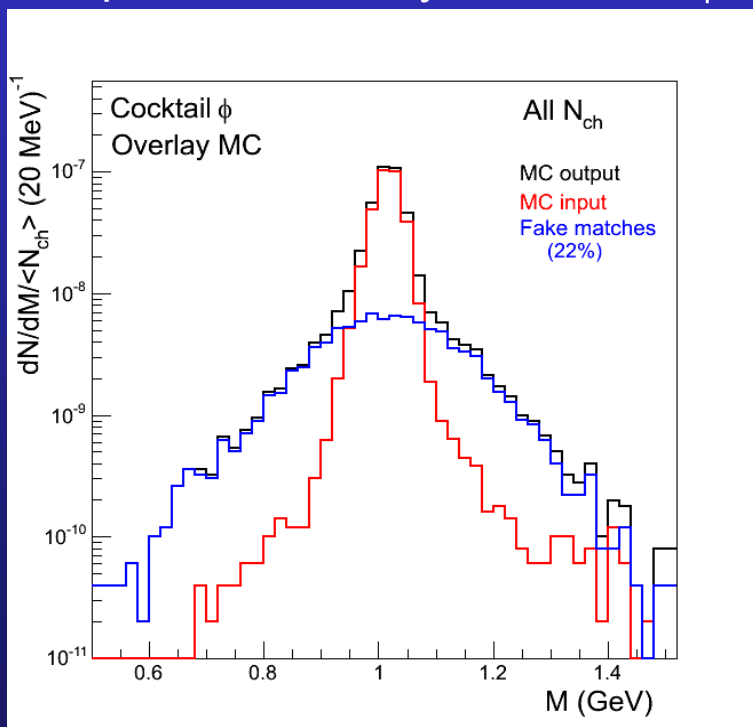 Cocktail ϕ
Overlay MC
All N_ch
MC output
MC input
Fake matches
(22%)
dN/dM/<N_ch> (20 MeV)^-1
10^-7
10^-8
10^-9
10^-10
10^-11
0.6 0.8 1 1.2 1.4
M (GeV)